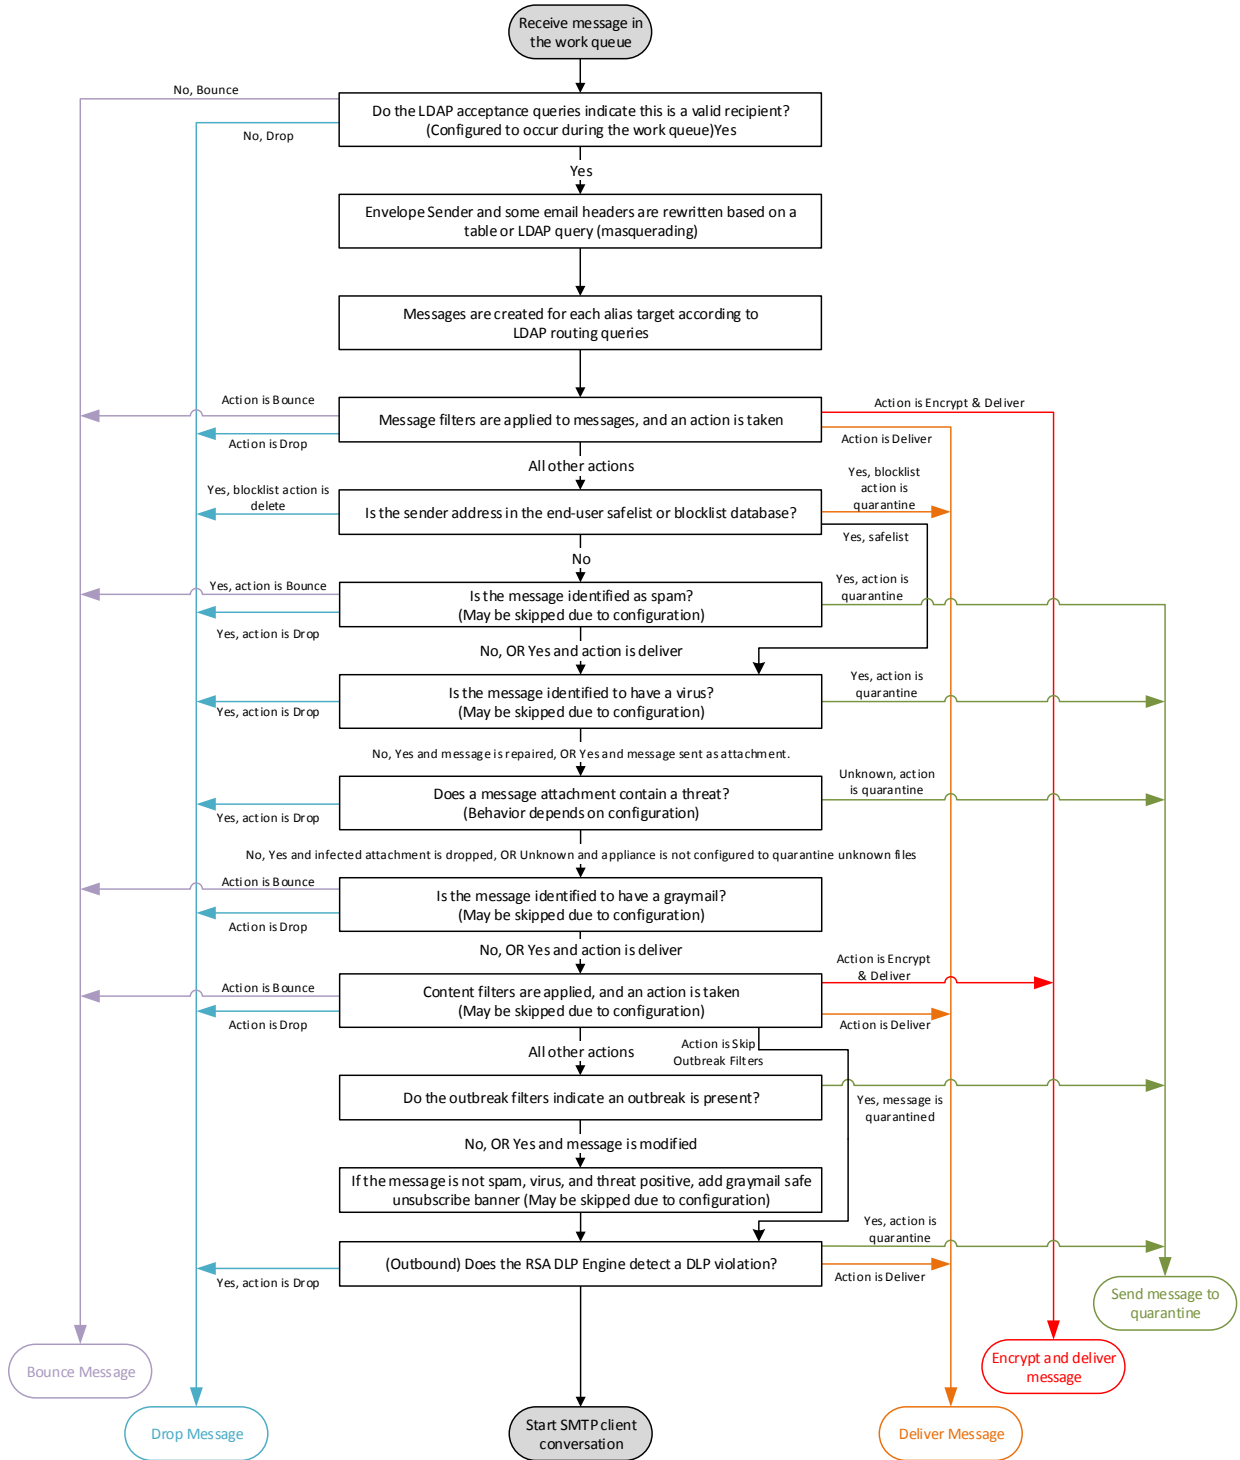 Receive message in
the work queue
No, Bounce
Do the LDAP acceptance queries indicate this is a valid recipient?
(Configured to occur during the work queue)Yes
No, Drop
Yes
Envelope Sender and some email headers are rewritten based on a
table or LDAP query (masquerading)
Messages are created for each alias target according to
LDAP routing queries
Action is Bounce
Action is Encrypt & Deliver
Message filters are applied to messages, and an action is taken
Action is Drop
Action is Deliver
All other actions
Yes, blocklist action is
delete
Yes, blocklist
action is
quarantine
Is the sender address in the end-user safelist or blocklist database?
Yes, safelist
No
Yes, action is Bounce
Yes, action is
quarantine
Is the message identified as spam?
(May be skipped due to configuration)
Yes, action is Drop
No, OR Yes and action is deliver
Yes, action is
quarantine
Is the message identified to have a virus?
(May be skipped due to configuration)
Yes, action is Drop
No, Yes and message is repaired, OR Yes and message sent as attachment.
Unknown, action
is quarantine
Does a message attachment contain a threat?
(Behavior depends on configuration)
Yes, action is Drop
No, Yes and infected attachment is dropped, OR Unknown and appliance is not configured to quarantine unknown files
Action is Bounce
Is the message identified to have a graymail?
(May be skipped due to configuration)
Action is Drop
No, OR Yes and action is deliver
Action is Encrypt
& Deliver
Action is Bounce
Content filters are applied, and an action is taken
(May be skipped due to configuration)
Action is Drop
Action is Deliver
All other actions
Action is Skip
Outbreak Filters
Do the outbreak filters indicate an outbreak is present?
Yes, message is
quarantined
No, OR Yes and message is modified
If the message is not spam, virus, and threat positive, add graymail safe
unsubscribe banner (May be skipped due to configuration)
Yes, action is
quarantine
(Outbound) Does the RSA DLP Engine detect a DLP violation?
Yes, action is Drop
Action is Deliver
Send message to
quarantine
Bounce Message
Encrypt and deliver
message
Drop Message
Start SMTP client
conversation
Deliver Message